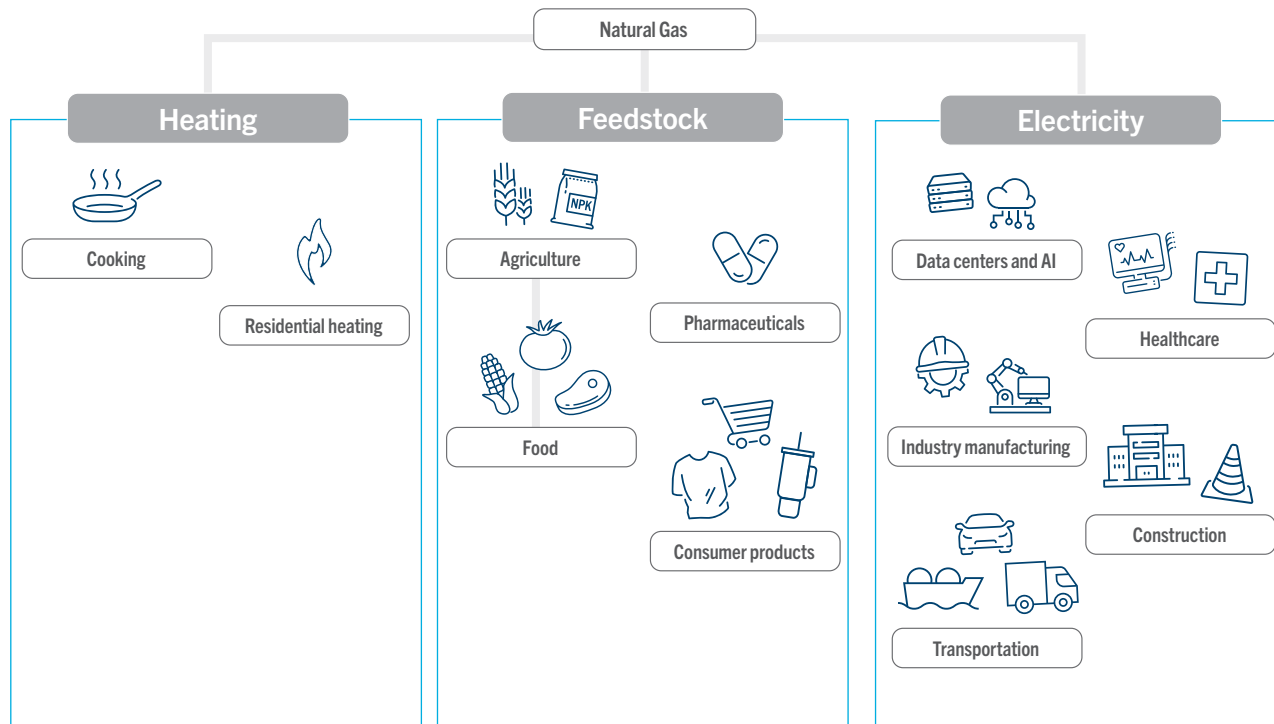 Natural Gas
Heating
Cooking
Residential heating
Feedstock
NPK
Agriculture
Pharmaceuticals
Food
Consumer products
Electricity
Data centers and AI
Healthcare
Industry manufacturing
Construction
Transportation